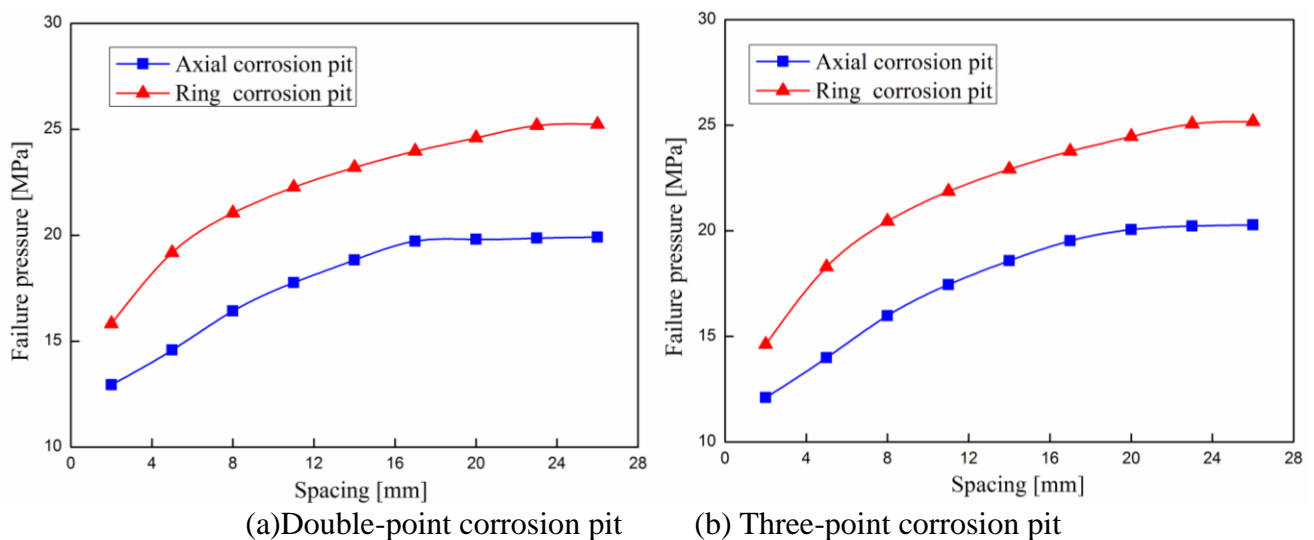 30
25
20
15
10
Failure pressure [MPa]
Axial corrosion pit
Ring corrosion pit
0 4 8 12 16 20 24 28
Spacing [mm]
(a)Double-point corrosion pit
30
25
20
15
10
Failure pressure [MPa]
Axial corrosion pit
Ring corrosion pit
0 4 8 12 16 20 24 28
Spacing [mm]
(b) Three-point corrosion pit